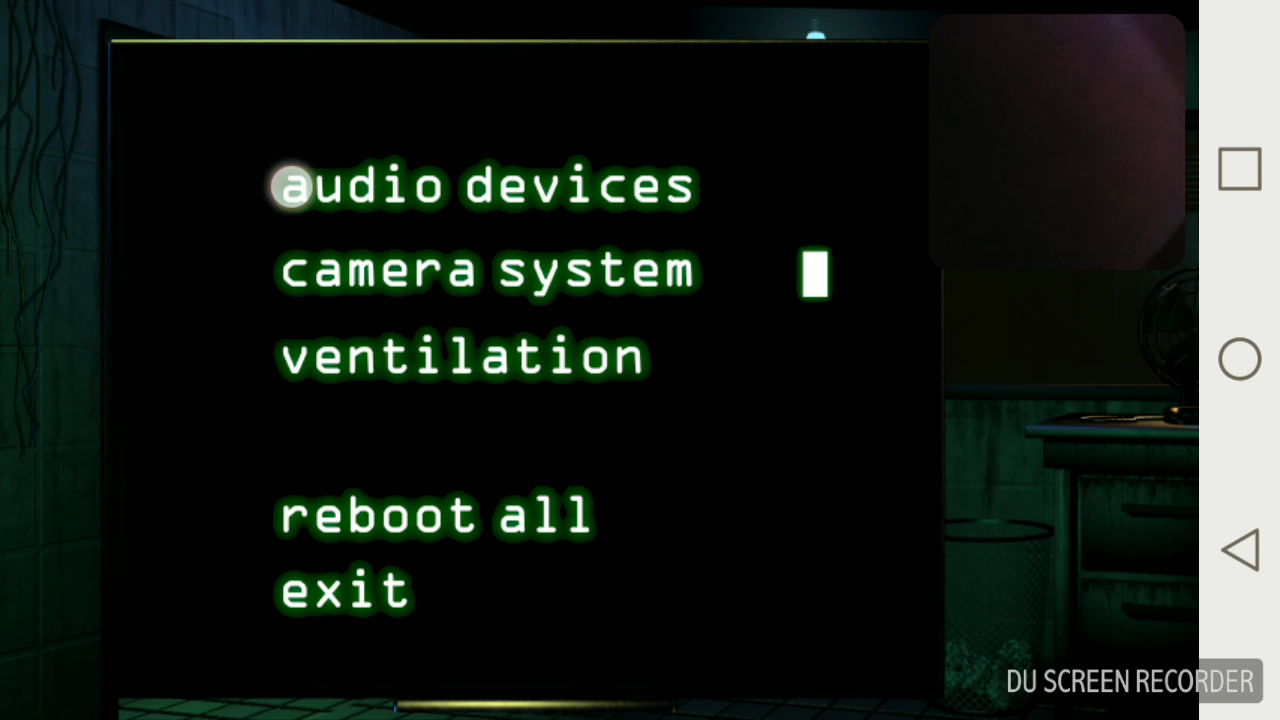 audio devices
camera system
ventilation
reboot all
exit
DU SCREEN RECORDER